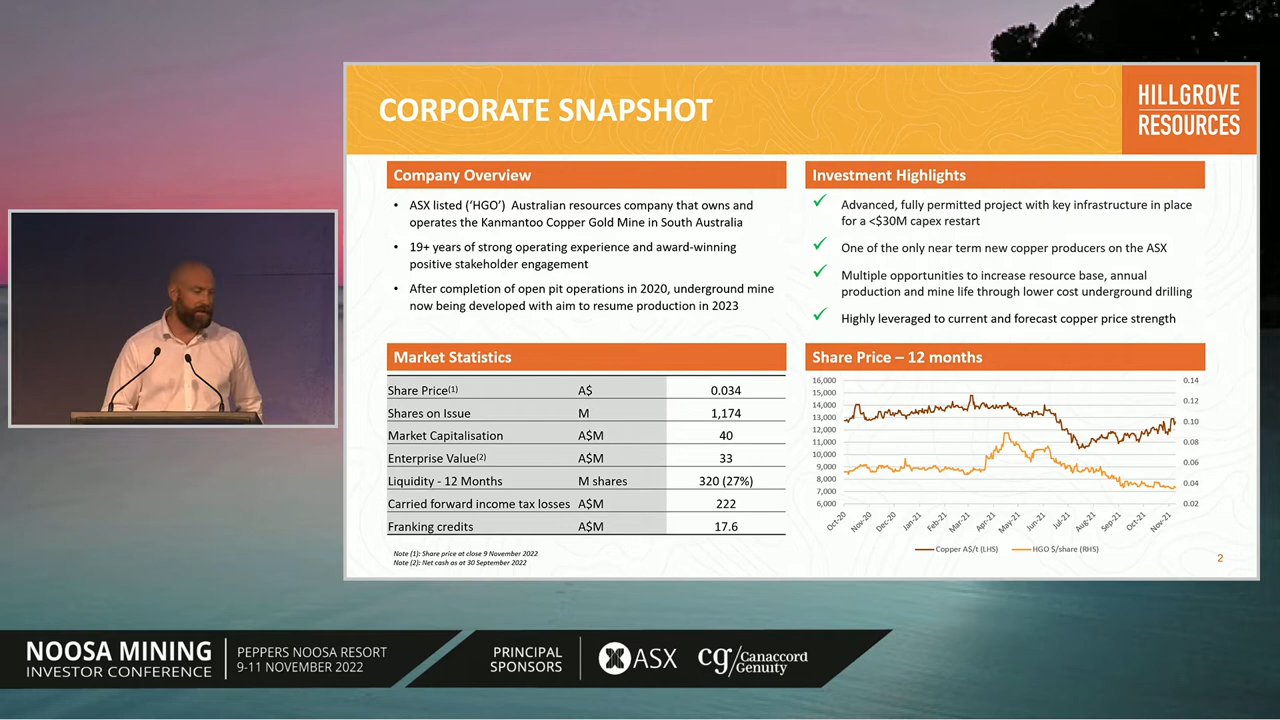 CORPORATE SNAPSHOT
HILLGROVE
RESOURCES
Company Overview
• ASX listed (‘HGO’) Australian resources company that owns and
operates the Kanmantoo Copper Gold Mine in South Australia
• 19+ years of strong operating experience and award-winning
positive stakeholder engagement
• After completion of open pit operations in 2020, underground mine
now being developed with aim to resume production in 2023
Investment Highlights
✓ Advanced, fully permitted project with key infrastructure in place
for a <$30M capex restart
✓ One of the only near term new copper producers on the ASX
✓ Multiple opportunities to increase resource base, annual
production and mine life through lower cost underground drilling
✓ Highly leveraged to current and forecast copper price strength
Market Statistics
Share Price(1) A$ 0.034
Shares on Issue M 1,174
Market Capitalisation A$M 40
Enterprise Value(2) A$M 33
Liquidity - 12 Months M shares 320 (27%)
Carried forward income tax losses A$M 222
Franking credits A$M 17.6
Note (1): Share price at close 9 November 2022
Note (2): Net cash as at 30 September 2022
Share Price – 12 months
16,000
15,000
14,000
13,000
12,000
11,000
10,000
9,000
8,000
7,000
6,000
0.14
0.12
0.10
0.08
0.06
0.04
0.02
Oct-20 Nov-20 Dec-20 Jan-21 Feb-21 Mar-21 Apr-21 May-21 Jun-21 Jul-21 Aug-21 Sep-21 Oct-21 Nov-21
Copper A$/t (LHS) HGO $/share (RHS)
2
NOOSA MINING
INVESTOR CONFERENCE
PEPPERS NOOSA RESORT
9-11 NOVEMBER 2022
PRINCIPAL
SPONSORS
ASX
cg/Canaccord
Genuity